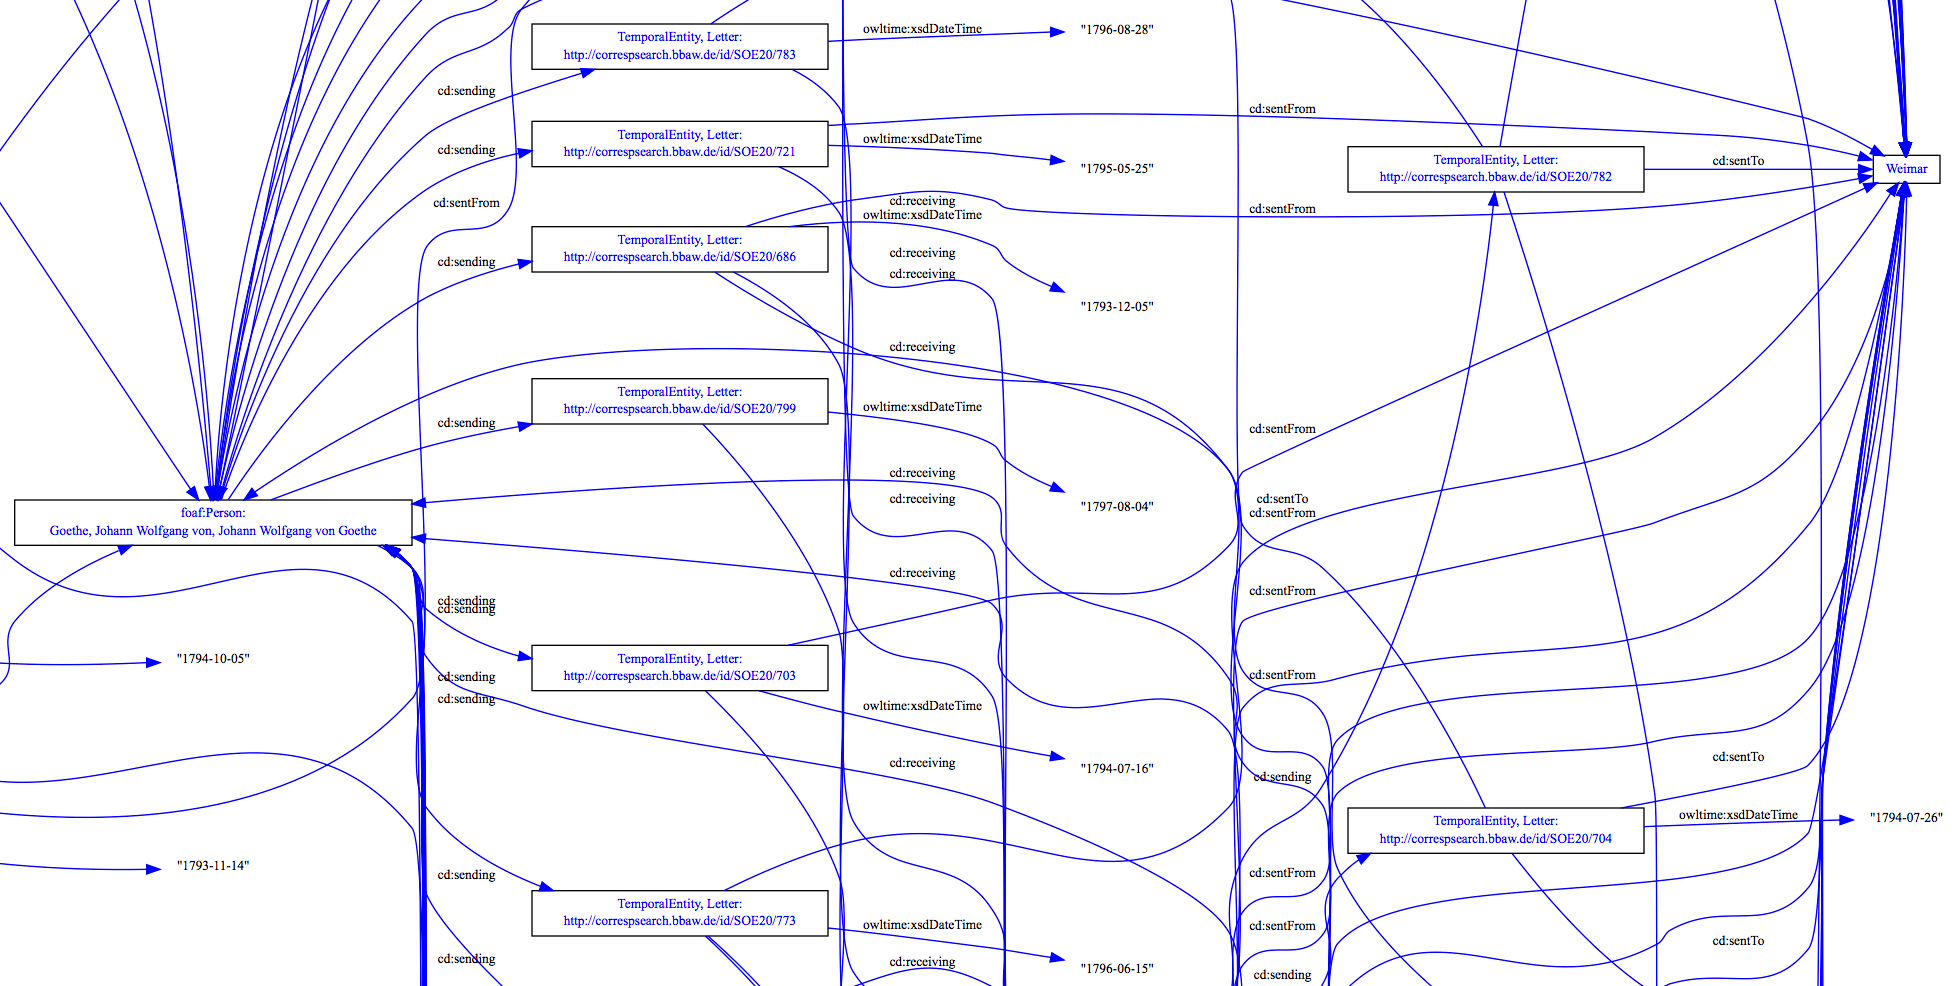 TemporalEntity, Letter:
http://correspsearch.bbaw.de/id/SOE20/783
owltime:xsdDateTime
"1796-08-28"
cd:sending
cd:sentFrom
TemporalEntity, Letter:
http://correspsearch.bbaw.de/id/SOE20/721
owltime:xsdDateTime
"1795-05-25"
cd:sending
TemporalEntity, Letter:
http://correspsearch.bbaw.de/id/SOE20/782
cd:sentTo
Weimar
cd:sentFrom
cd:receiving
owltime:xsdDateTime
cd:sentFrom
TemporalEntity, Letter:
http://correspsearch.bbaw.de/id/SOE20/686
cd:sending
cd:receiving
cd:receiving
"1793-12-05"
cd:receiving
TemporalEntity, Letter:
http://correspsearch.bbaw.de/id/SOE20/799
owltime:xsdDateTime
cd:sending
cd:sentFrom
cd:receiving
cd:receiving
"1797-08-04"
cd:sentTo
cd:sentFrom
foaf:Person:
Goethe, Johann Wolfgang von, Johann Wolfgang von Goethe
cd:receiving
cd:sentFrom
cd:sending
cd:sending
"1794-10-05"
TemporalEntity, Letter:
http://correspsearch.bbaw.de/id/SOE20/703
cd:sending
cd:sentFrom
cd:sending
owltime:xsdDateTime
cd:receiving
"1794-07-16"
cd:sending
cd:sentTo
TemporalEntity, Letter:
http://correspsearch.bbaw.de/id/SOE20/704
owltime:xsdDateTime
"1794-07-26"
"1793-11-14"
cd:sending
cd:sentFrom
TemporalEntity, Letter:
http://correspsearch.bbaw.de/id/SOE20/773
owltime:xsdDateTime
cd:sentFrom
cd:sentTo
cd:sending
cd:receiving
"1796-06-15"
cd:sending